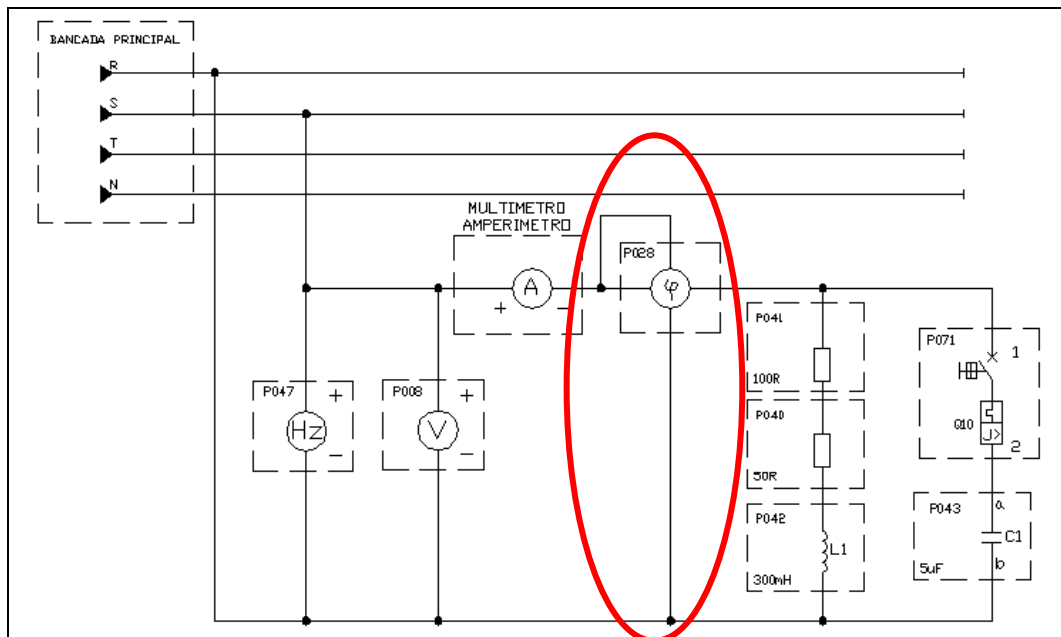 BANCADA PRINCIPAL
R
S
T
N
MULTIMETRO
AMPERIMETRO
A
+ -
P028
φ
P047
+
Hz
-
P008
+
V
-
P041
100R
P040
50R
P042
L1
300mH
P071
1
Q10
J>
2
P043
a
C1
b
5uF